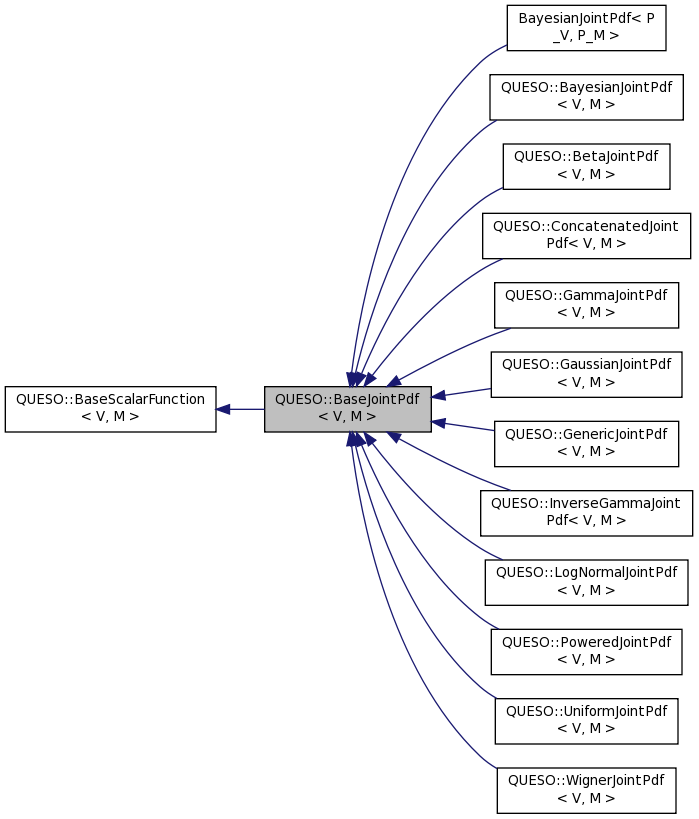 BayesianJointPdf< P
_V, P_M >
QUESO::BayesianJointPdf
< V, M >
QUESO::BetaJointPdf
< V, M >
QUESO::ConcatenatedJoint
Pdf< V, M >
QUESO::GammaJointPdf
< V, M >
QUESO::GaussianJointPdf
< V, M >
QUESO::BaseScalarFunction
< V, M >
QUESO::BaseJointPdf
< V, M >
QUESO::GenericJointPdf
< V, M >
QUESO::InverseGammaJoint
Pdf< V, M >
QUESO::LogNormalJointPdf
< V, M >
QUESO::PoweredJointPdf
< V, M >
QUESO::UniformJointPdf
< V, M >
QUESO::WignerJointPdf
< V, M >